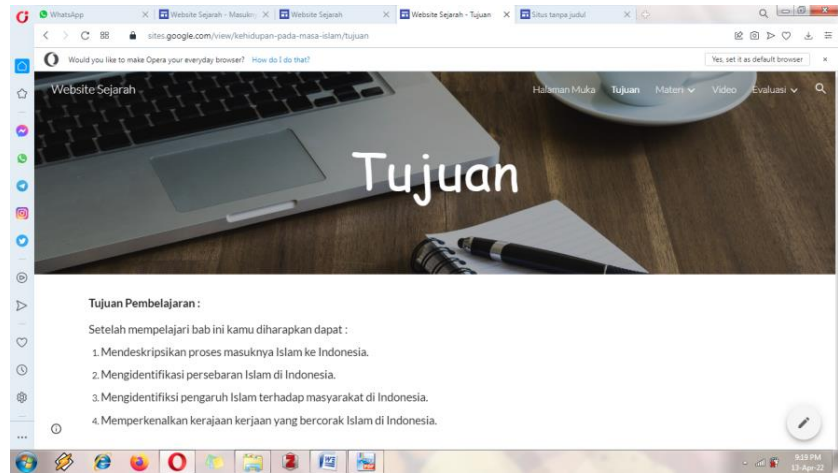 WhatsApp
Website Sejarah - Masukny
Website Sejarah
Website Sejarah - Tujuan
Situs tanpa judul
sites.google.com/view/kehidupan-pada-masa-islam/tujuan
Would you like to make Opera your everyday browser? How do I do that?
Yes, set it as default browser
Website Sejarah
Halaman Muka Tujuan Materi Video Evaluasi
Tujuan
Tujuan Pembelajaran :
Setelah mempelajari bab ini kamu diharapkan dapat :
1. Mendeskripsikan proses masuknya Islam ke Indonesia.
2. Mengidentifikasi persebaran Islam di Indonesia.
3. Mengidentifiksi pengaruh Islam terhadap masyarakat di Indonesia.
4. Memperkenalkan kerajaan kerjaan yang bercorak Islam di Indonesia.
9:19 PM
13-Apr-22